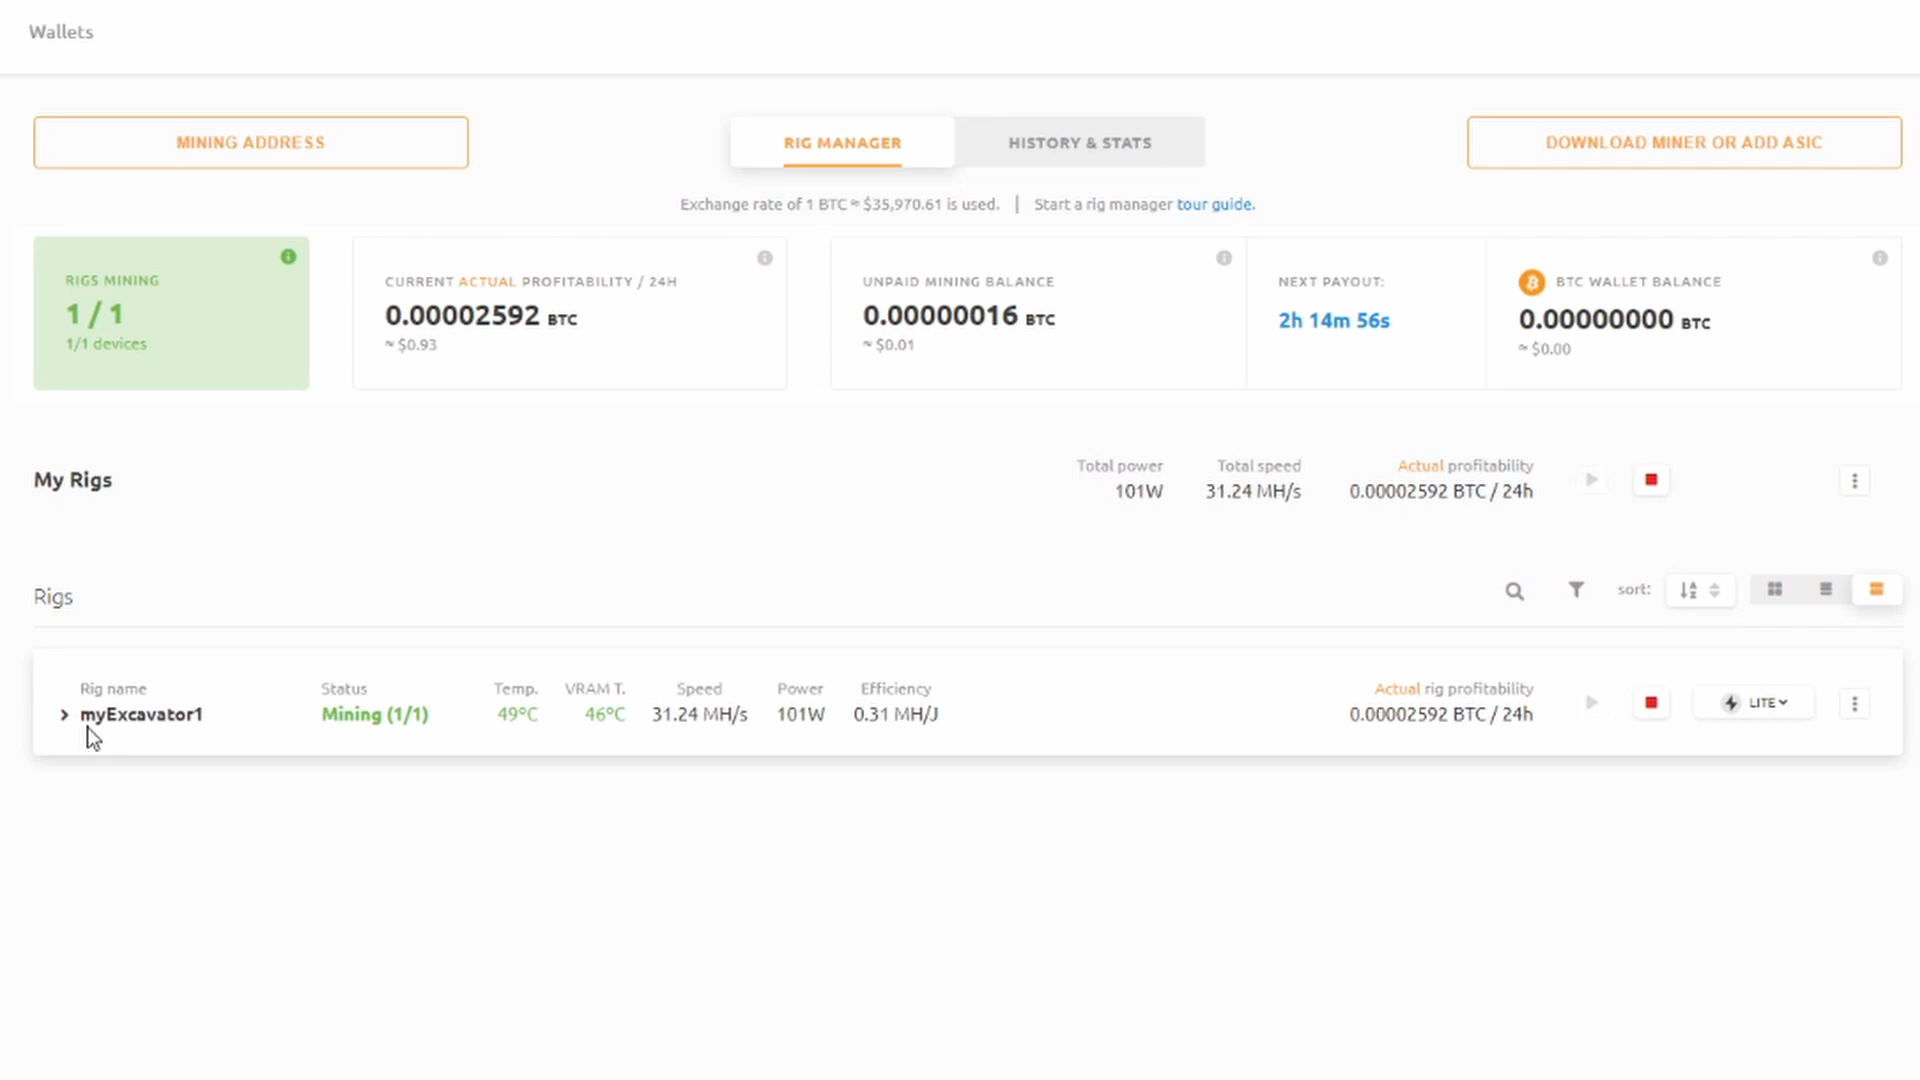 Wallets
MINING ADDRESS
RIG MANAGER
HISTORY & STATS
DOWNLOAD MINER OR ADD ASIC
Exchange rate of 1 BTC ≈ $35,970.61 is used. | Start a rig manager tour guide.
RIGS MINING
1 / 1
1/1 devices
CURRENT ACTUAL PROFITABILITY / 24H
0.00002592 BTC
≈ $0.93
UNPAID MINING BALANCE
0.00000016 BTC
≈ $0.01
NEXT PAYOUT:
2h 14m 56s
BTC WALLET BALANCE
0.00000000 BTC
≈ $0.00
My Rigs
Total power
101W
Total speed
31.24 MH/s
Actual profitability
0.00002592 BTC / 24h
Rigs
sort:
Rig name
myExcavator1
Status
Mining (1/1)
Temp.
49°C
VRAM T.
46°C
Speed
31.24 MH/s
Power
101W
Efficiency
0.31 MH/J
Actual rig profitability
0.00002592 BTC / 24h
LITE